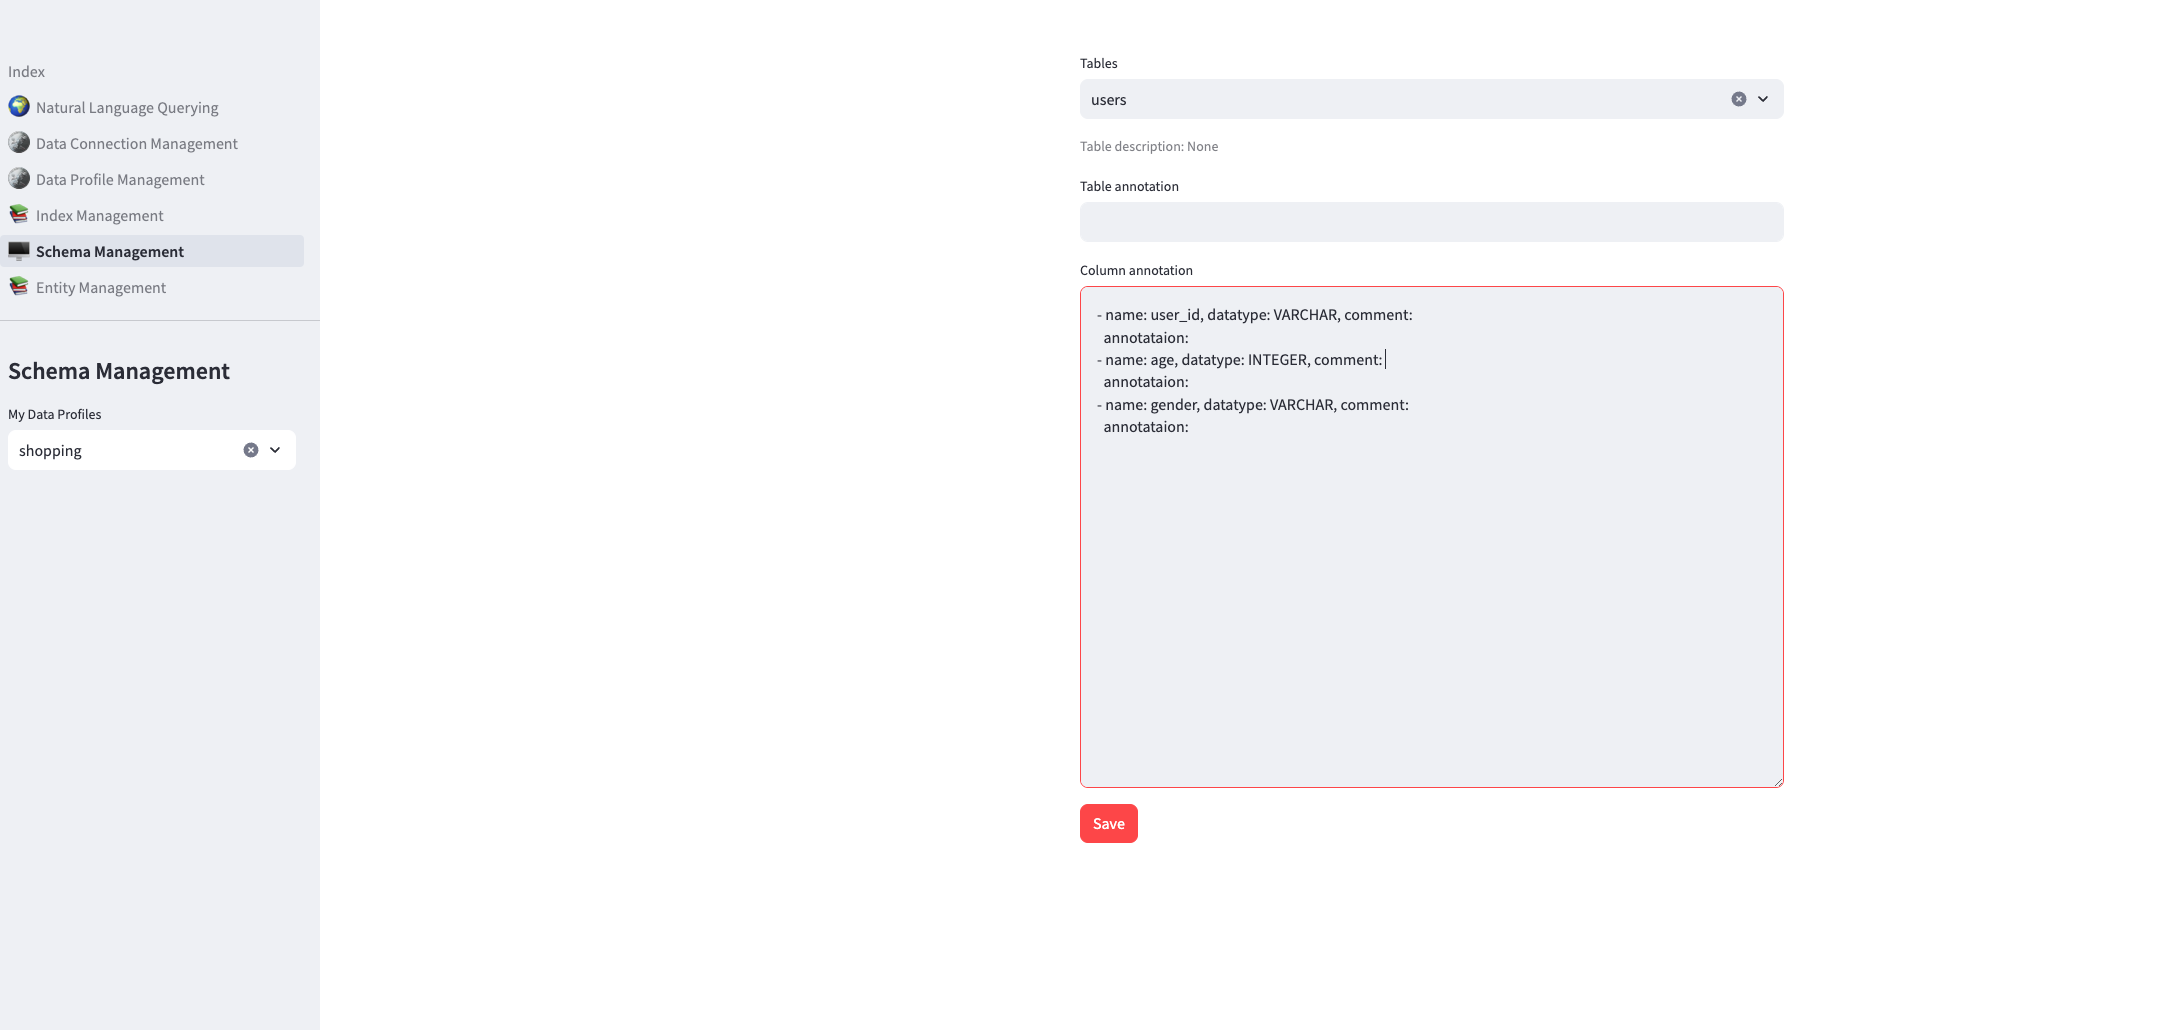 Index
Natural Language Querying
Data Connection Management
Data Profile Management
Index Management
Schema Management
Entity Management
Schema Management
My Data Profiles
shopping
Tables
users
Table description: None
Table annotation
Column annotation
- name: user_id, datatype: VARCHAR, comment:
annotataion:
- name: age, datatype: INTEGER, comment:
annotataion:
- name: gender, datatype: VARCHAR, comment:
annotataion:
Save